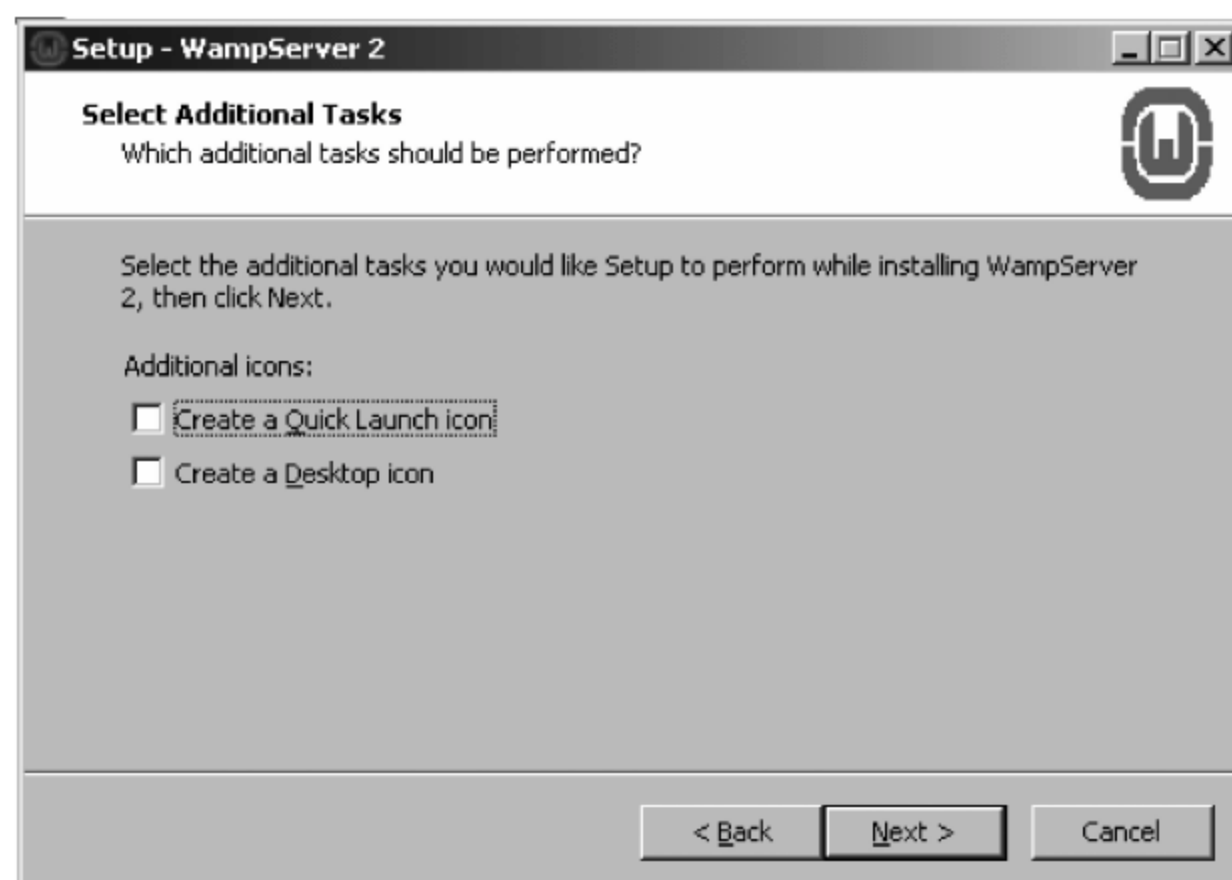 Setup - WampServer 2
Select Additional Tasks
Which additional tasks should be performed?
Select the additional tasks you would like Setup to perform while installing WampServer
2, then click Next.
Additional icons:
Create a Quick Launch icon
Create a Desktop icon
< Back Next > Cancel